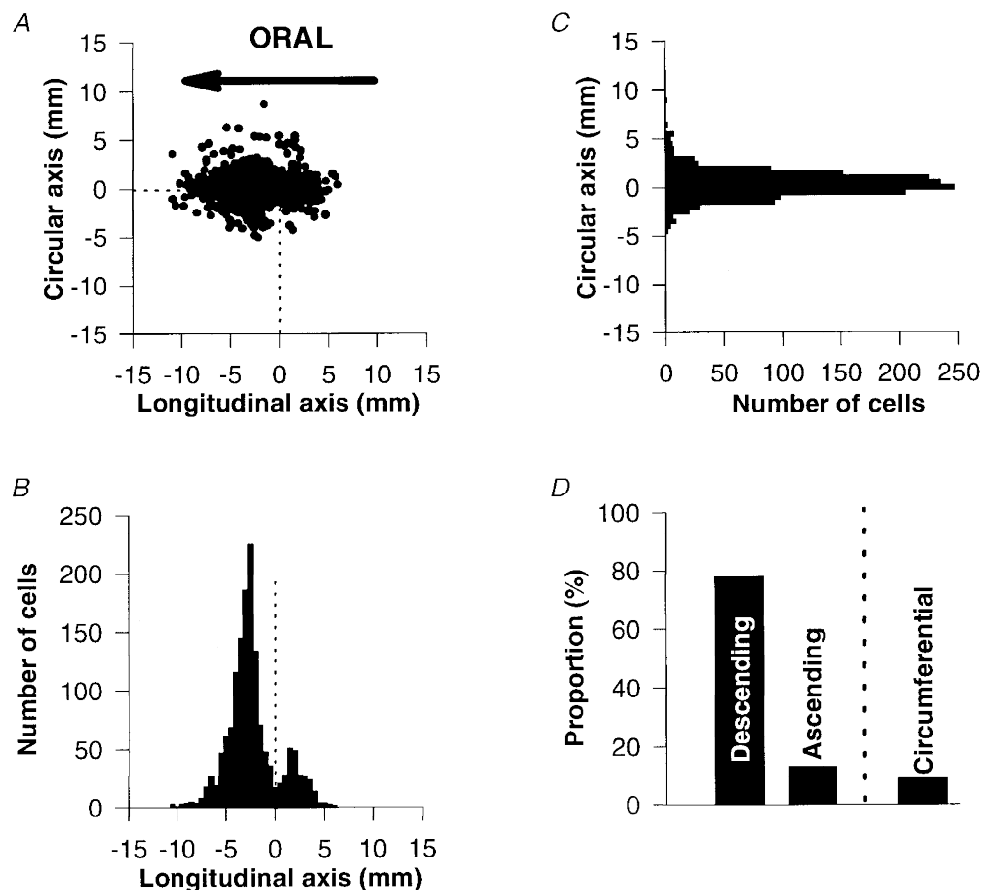 A
ORAL
15
10
5
0
-5
-10
-15
Circular axis (mm)
-15 -10 -5 0 5 10 15
Longitudinal axis (mm)
C
15
10
5
0
-5
-10
-15
Circular axis (mm)
0 50 100 150 200 250
Number of cells
B
250
200
150
100
50
0
Number of cells
-15 -10 -5 0 5 10 15
Longitudinal axis (mm)
D
100
80
60
40
20
0
Proportion (%)
Descending
Ascending
Circumferential